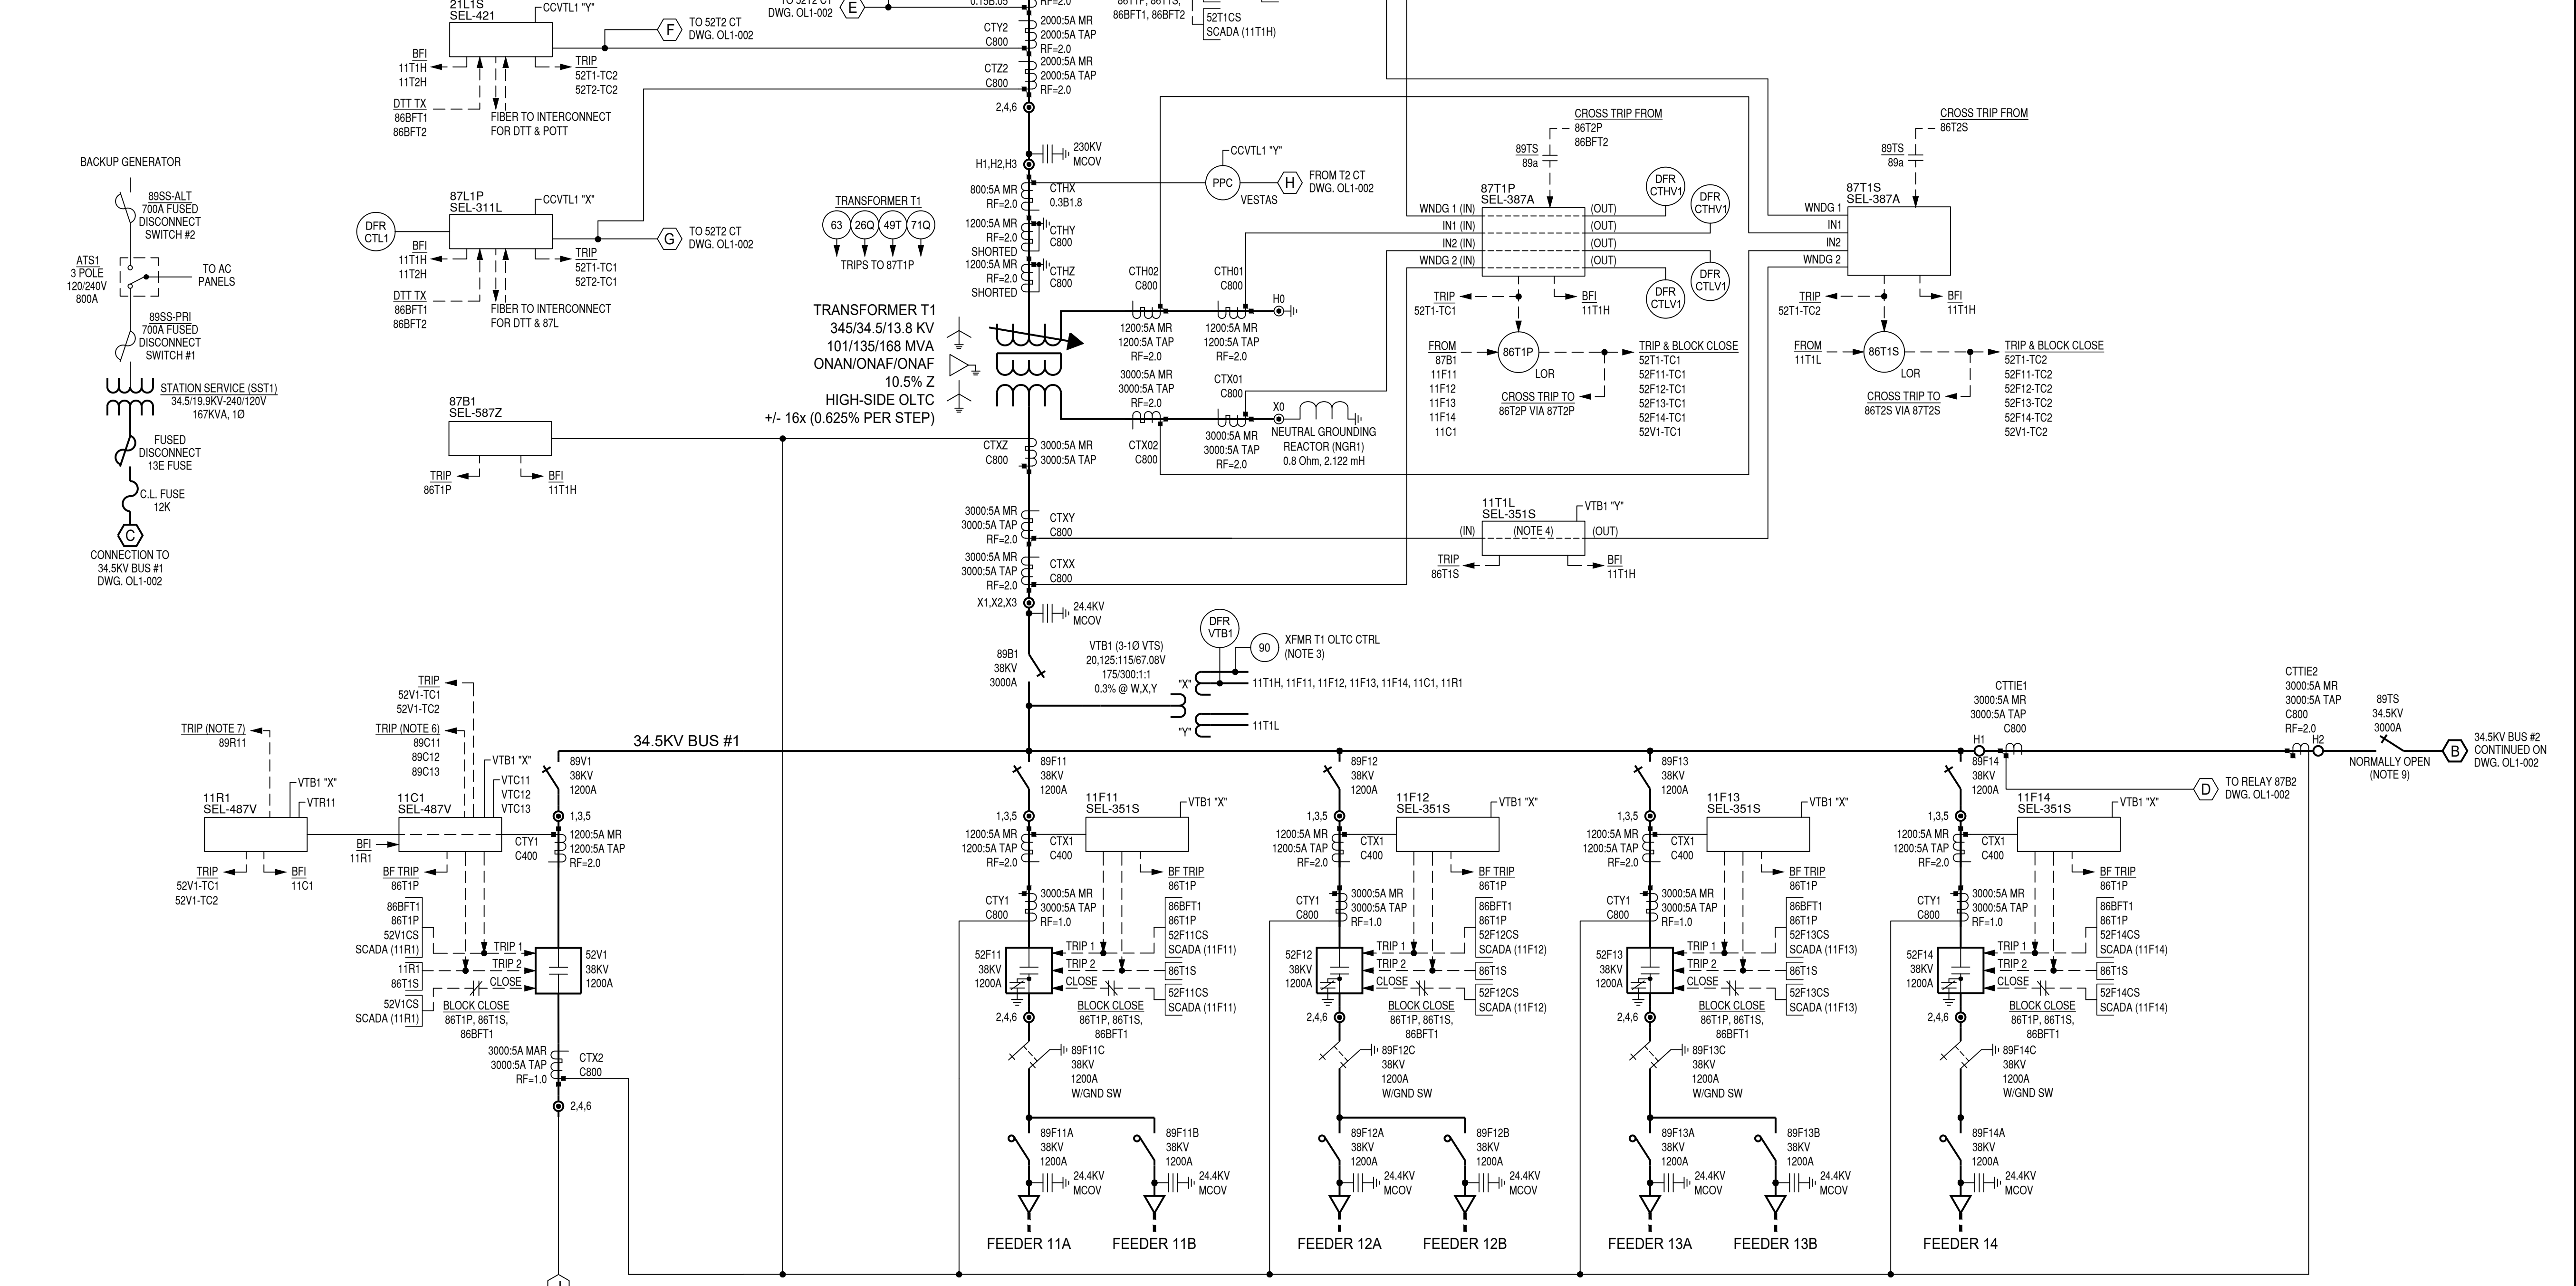 21L1S
SEL-421
CCVTL1 "Y"
F
TO 52T2 CT
DWG. OL1-002
BFI
11T1H
11T2H
TRIP
52T1-TC2
52T2-TC2
DTT TX
86BFT1
86BFT2
FIBER TO INTERCONNECT
FOR DTT & POTT
DWG. OL1-002
E
0.15B.05
RF=2.0
CTY2
C800
2000:5A MR
2000:5A TAP
RF=2.0
CTZ2
C800
2000:5A MR
2000:5A TAP
RF=2.0
2,4,6
86BFT1, 86BFT2
52T1CS
SCADA (11T1H)
BACKUP GENERATOR
89SS-ALT
700A FUSED
DISCONNECT
SWITCH #2
ATS1
3 POLE
120/240V
800A
TO AC
PANELS
89SS-PRI
700A FUSED
DISCONNECT
SWITCH #1
STATION SERVICE (SST1)
34.5/19.9KV-240/120V
167KVA, 1Ø
FUSED
DISCONNECT
13E FUSE
C.L. FUSE
12K
C
CONNECTION TO
34.5KV BUS #1
DWG. OL1-002
87L1P
SEL-311L
CCVTL1 "X"
DFR
CTL1
G
TO 52T2 CT
DWG. OL1-002
BFI
11T1H
11T2H
TRIP
52T1-TC1
52T2-TC1
DTT TX
86BFT1
86BFT2
FIBER TO INTERCONNECT
FOR DTT & 87L
TRANSFORMER T1
63
26Q
49T
71Q
TRIPS TO 87T1P
230KV
MCOV
H1,H2,H3
800:5A MR
RF=2.0
CTHX
0.3B1.8
1200:5A MR
RF=2.0
SHORTED
CTHY
C800
1200:5A MR
RF=2.0
SHORTED
CTHZ
C800
CCVTL1 "Y"
PPC
VESTAS
H
FROM T2 CT
DWG. OL1-002
TRANSFORMER T1
345/34.5/13.8 KV
101/135/168 MVA
ONAN/ONAF/ONAF
10.5% Z
HIGH-SIDE OLTC
+/- 16x (0.625% PER STEP)
CTH02
C800
1200:5A MR
1200:5A TAP
RF=2.0
CTH01
C800
1200:5A MR
1200:5A TAP
RF=2.0
H0
3000:5A MR
3000:5A TAP
RF=2.0
CTX02
C800
CTX01
C800
3000:5A MR
3000:5A TAP
RF=2.0
X0
NEUTRAL GROUNDING
REACTOR (NGR1)
0.8 Ohm, 2.122 mH
CROSS TRIP FROM
86T2P
86BFT2
89TS
89a
87T1P
SEL-387A
WNDG 1 (IN)
IN1 (IN)
IN2 (IN)
WNDG 2 (IN)
(OUT)
(OUT)
(OUT)
(OUT)
DFR
CTHV1
DFR
CTHV1
DFR
CTLV1
DFR
CTLV1
TRIP
52T1-TC1
BFI
11T1H
FROM
87B1
11F11
11F12
11F13
11F14
11C1
86T1P
LOR
CROSS TRIP TO
86T2P VIA 87T2P
TRIP & BLOCK CLOSE
52T1-TC1
52F11-TC1
52F12-TC1
52F13-TC1
52F14-TC1
52V1-TC1
CROSS TRIP FROM
86T2S
89TS
89a
87T1S
SEL-387A
WNDG 1
IN1
IN2
WNDG 2
TRIP
52T1-TC2
BFI
11T1H
FROM
11T1L
86T1S
LOR
CROSS TRIP TO
86T2S VIA 87T2S
TRIP & BLOCK CLOSE
52T1-TC2
52F11-TC2
52F12-TC2
52F13-TC2
52F14-TC2
52V1-TC2
87B1
SEL-587Z
TRIP
86T1P
BFI
11T1H
CTXZ
C800
3000:5A MR
3000:5A TAP
3000:5A MR
3000:5A TAP
RF=2.0
CTXY
C800
3000:5A MR
3000:5A TAP
RF=2.0
CTXX
C800
X1,X2,X3
24.4KV
MCOV
11T1L
SEL-351S
VTB1 "Y"
(IN)
(NOTE 4)
(OUT)
TRIP
86T1S
BFI
11T1H
89B1
38KV
3000A
VTB1 (3-1Ø VTS)
20,125:115/67.08V
175/300:1:1
0.3% @ W,X,Y
DFR
VTB1
90
XFMR T1 OLTC CTRL
(NOTE 3)
"X"
11T1H, 11F11, 11F12, 11F13, 11F14, 11C1, 11R1
"Y"
11T1L
34.5KV BUS #1
CTTIE1
3000:5A MR
3000:5A TAP
C800
H1
CTTIE2
3000:5A MR
3000:5A TAP
C800
RF=2.0
H2
89TS
34.5KV
3000A
NORMALLY OPEN
(NOTE 9)
B
34.5KV BUS #2
CONTINUED ON
DWG. OL1-002
D
TO RELAY 87B2
DWG. OL1-002
TRIP (NOTE 7)
89R11
11R1
SEL-487V
VTB1 "X"
VTR11
TRIP
52V1-TC1
52V1-TC2
BFI
11C1
TRIP
52V1-TC1
52V1-TC2
TRIP (NOTE 6)
89C11
89C12
89C13
11C1
SEL-487V
VTB1 "X"
VTC11
VTC12
VTC13
BFI
11R1
BF TRIP
86T1P
89V1
38KV
1200A
1,3,5
CTY1
C400
1200:5A MR
1200:5A TAP
RF=2.0
86BFT1
86T1P
52V1CS
SCADA (11R1)
TRIP 1
11R1
86T1S
TRIP 2
CLOSE
52V1CS
SCADA (11R1)
BLOCK CLOSE
86T1P, 86T1S,
86BFT1
52V1
38KV
1200A
3000:5A MAR
3000:5A TAP
RF=1.0
CTX2
C800
2,4,6
89F11
38KV
1200A
1,3,5
1200:5A MR
1200:5A TAP
RF=2.0
CTX1
C400
11F11
SEL-351S
VTB1 "X"
BF TRIP
86T1P
CTY1
C800
3000:5A MR
3000:5A TAP
RF=1.0
86BFT1
86T1P
52F11CS
SCADA (11F11)
52F11
38KV
1200A
TRIP 1
TRIP 2
CLOSE
86T1S
52F11CS
SCADA (11F11)
BLOCK CLOSE
86T1P, 86T1S,
86BFT1
2,4,6
89F11C
38KV
1200A
W/GND SW
89F11A
38KV
1200A
24.4KV
MCOV
89F11B
38KV
1200A
24.4KV
MCOV
FEEDER 11A
FEEDER 11B
89F12
38KV
1200A
1,3,5
1200:5A MR
1200:5A TAP
RF=2.0
CTX1
C400
11F12
SEL-351S
VTB1 "X"
BF TRIP
86T1P
CTY1
C800
3000:5A MR
3000:5A TAP
RF=1.0
86BFT1
86T1P
52F12CS
SCADA (11F12)
52F12
38KV
1200A
TRIP 1
TRIP 2
CLOSE
86T1S
52F12CS
SCADA (11F12)
BLOCK CLOSE
86T1P, 86T1S,
86BFT1
2,4,6
89F12C
38KV
1200A
W/GND SW
89F12A
38KV
1200A
24.4KV
MCOV
89F12B
38KV
1200A
24.4KV
MCOV
FEEDER 12A
FEEDER 12B
89F13
38KV
1200A
1,3,5
1200:5A MR
1200:5A TAP
RF=2.0
CTX1
C400
11F13
SEL-351S
VTB1 "X"
BF TRIP
86T1P
CTY1
C800
3000:5A MR
3000:5A TAP
RF=1.0
86BFT1
86T1P
52F13CS
SCADA (11F13)
52F13
38KV
1200A
TRIP 1
TRIP 2
CLOSE
86T1S
52F13CS
SCADA (11F13)
BLOCK CLOSE
86T1P, 86T1S,
86BFT1
2,4,6
89F13C
38KV
1200A
W/GND SW
89F13A
38KV
1200A
24.4KV
MCOV
89F13B
38KV
1200A
24.4KV
MCOV
FEEDER 13A
FEEDER 13B
89F14
38KV
1200A
1,3,5
1200:5A MR
1200:5A TAP
RF=2.0
CTX1
C400
11F14
SEL-351S
VTB1 "X"
BF TRIP
86T1P
CTY1
C800
3000:5A MR
3000:5A TAP
RF=1.0
86BFT1
86T1P
52F14CS
SCADA (11F14)
52F14
38KV
1200A
TRIP 1
TRIP 2
CLOSE
86T1S
52F14CS
SCADA (11F14)
BLOCK CLOSE
86T1P, 86T1S,
86BFT1
2,4,6
89F14C
38KV
1200A
W/GND SW
89F14A
38KV
1200A
24.4KV
MCOV
FEEDER 14